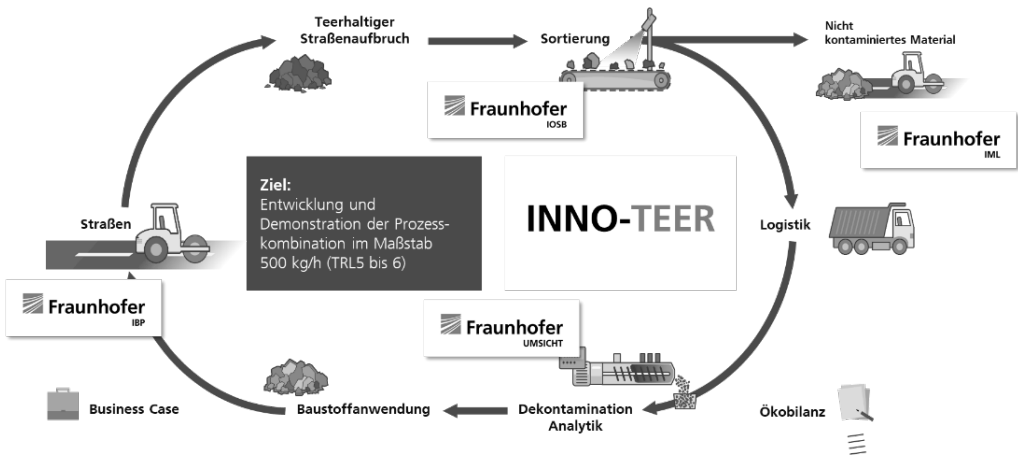 Teerhaltiger
Straßenaufbruch
Sortierung
Nicht
kontaminiertes Material
Fraunhofer
IOSB
Fraunhofer
IML
Ziel:
Entwicklung und
Demonstration der Prozess-
kombination im Maßstab
500 kg/h (TRL5 bis 6)
INNO-TEER
Straßen
Logistik
Fraunhofer
IBP
Fraunhofer
UMSICHT
Business Case
Baustoffanwendung
Dekontamination
Analytik
Ökobilanz